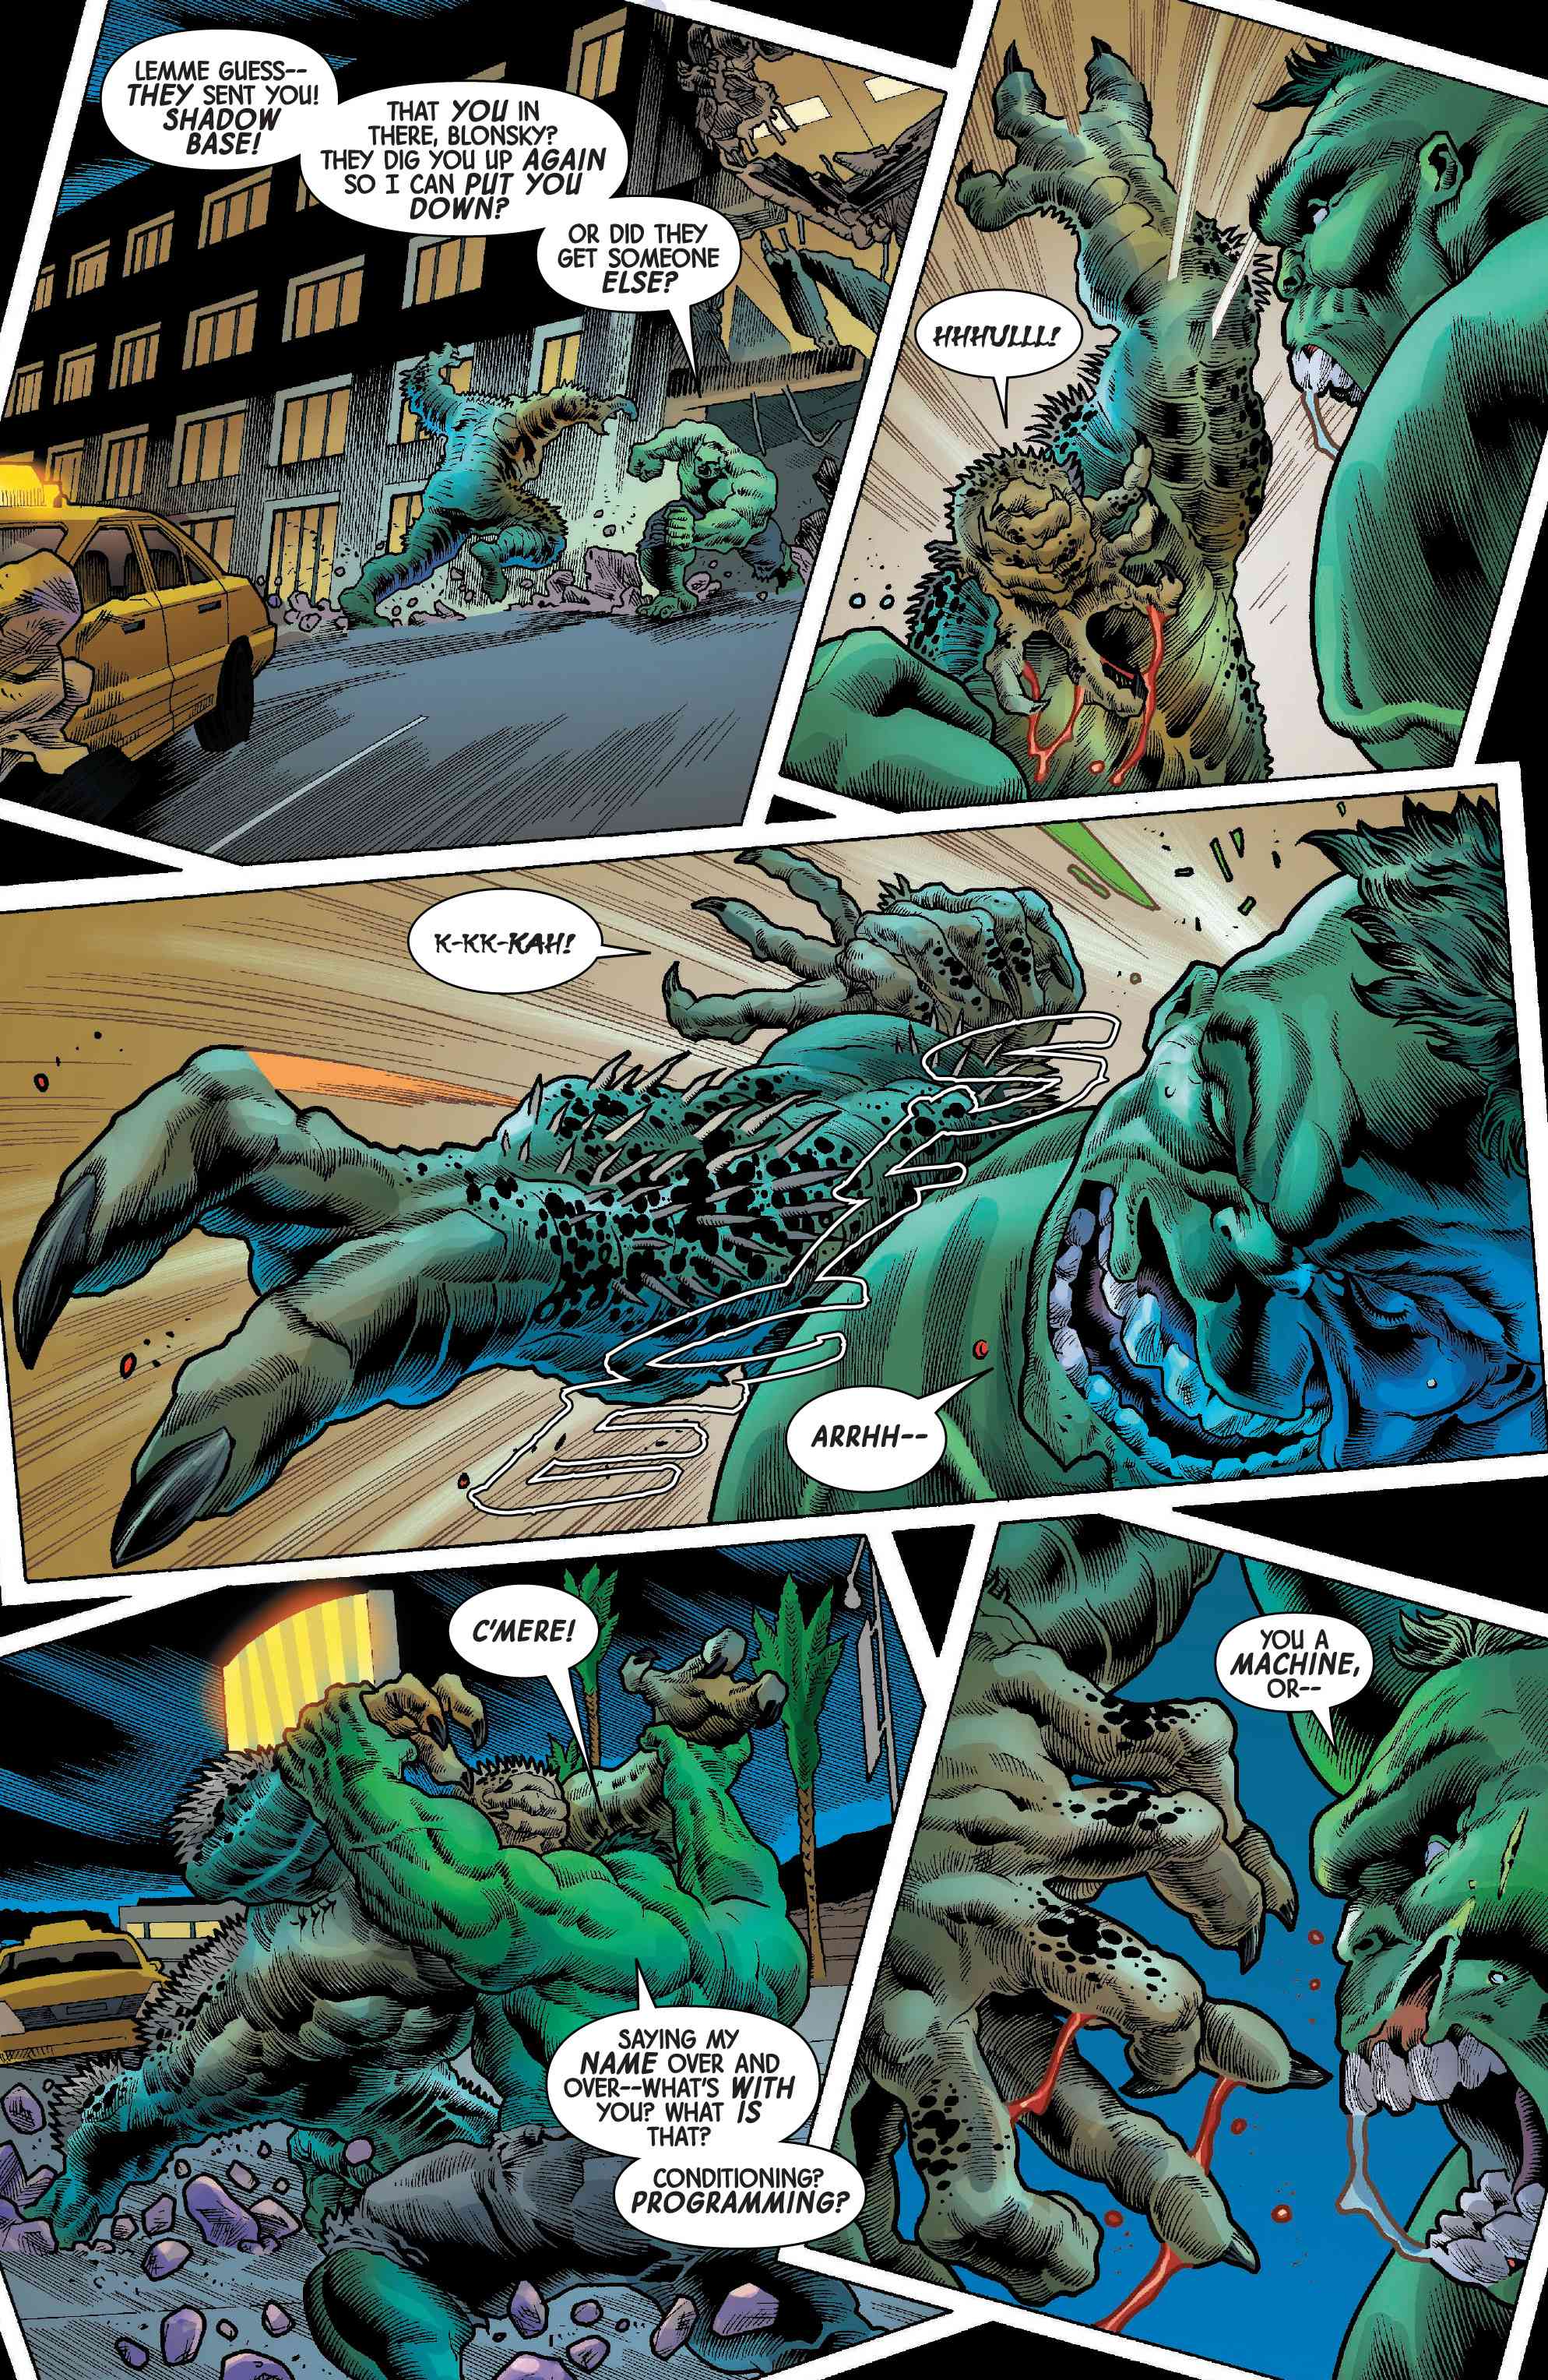 LEMME GUESS--
THEY SENT YOU!
SHADOW
BASE!
THAT YOU IN
THERE, BLONSKY?
THEY DIG YOU UP AGAIN
SO I CAN PUT YOU
DOWN?
OR DID THEY
GET SOMEONE
ELSE?
HHHULLL!
K-KK-KAH!
ARRHH--
C'MERE!
SAYING MY
NAME OVER AND
OVER--WHAT'S WITH
YOU? WHAT IS
THAT?
CONDITIONING?
PROGRAMMING?
YOU A
MACHINE,
OR--